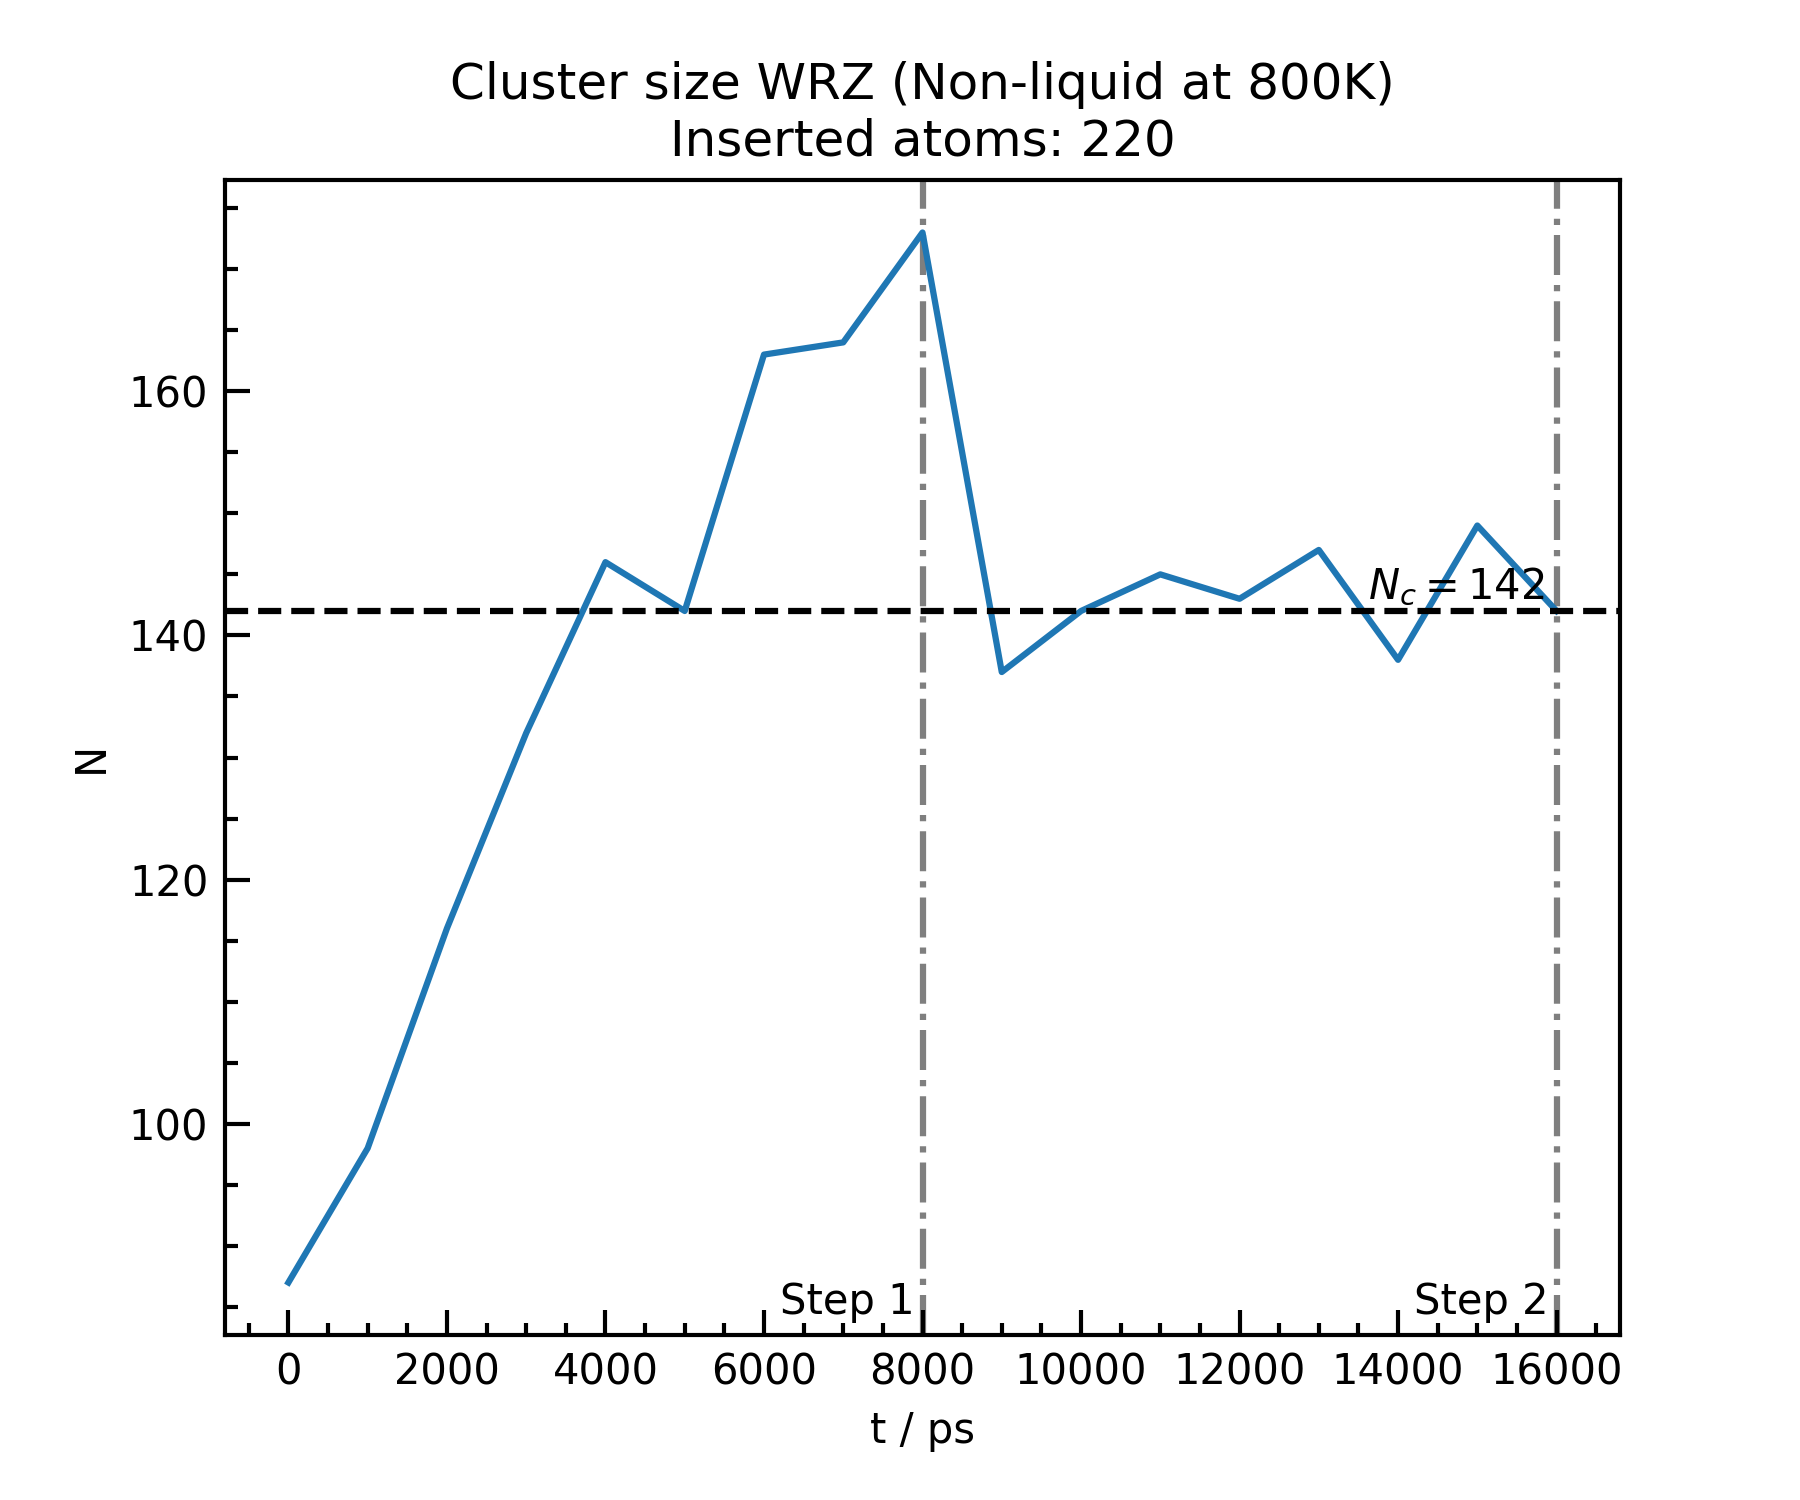 Cluster size WRZ (Non-liquid at 800K)
Inserted atoms: 220
160
140
120
100
N
N_c = 142
Step 1
Step 2
0 2000 4000 6000 8000 10000 12000 14000 16000
t / ps